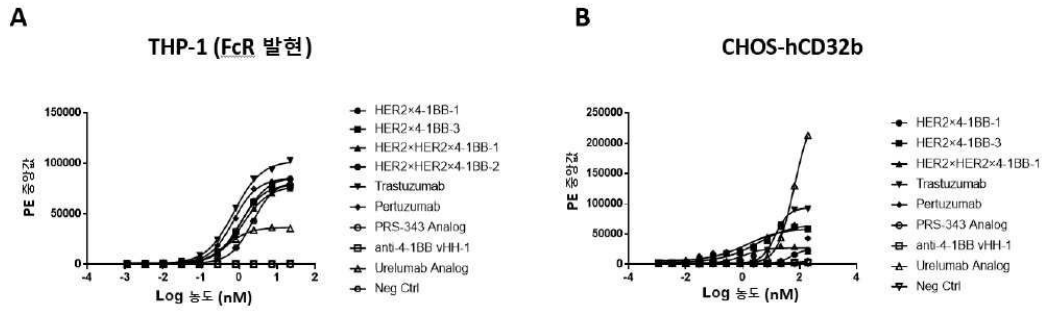 A
THP-1 (FcR 발현)
PE 중앙값
150000
100000
50000
0
-4
-3
-2
-1
0
1
2
Log 농도 (nM)
HER2×4-1BB-1
HER2×4-1BB-3
HER2×HER2×4-1BB-1
HER2×HER2×4-1BB-2
Trastuzumab
Pertuzumab
PRS-343 Analog
anti-4-1BB vHH-1
Urelumab Analog
Neg Ctrl
B
CHOS-hCD32b
PE 중앙값
250000
200000
150000
100000
50000
0
-4
-2
0
2
4
Log 농도 (nM)
HER2×4-1BB-1
HER2×4-1BB-3
HER2×HER2×4-1BB-1
Trastuzumab
Pertuzumab
PRS-343 Analog
anti-4-1BB vHH-1
Urelumab Analog
Neg Ctrl